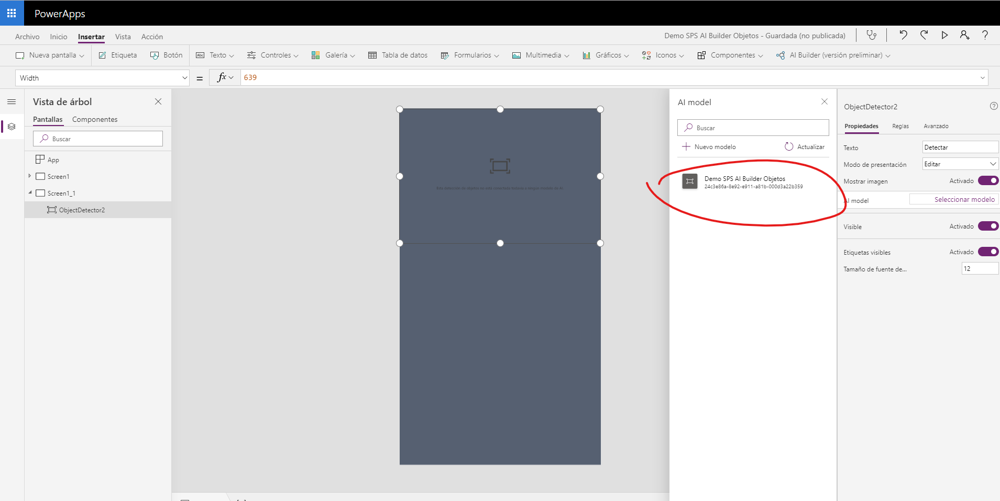 PowerApps
Archivo Inicio Insertar Vista Acción
Demo SPS AI Builder Objetos - Guardada (no publicada)
Nueva pantalla Etiqueta Botón Texto Controles Galería Tabla de datos Formularios Multimedia Gráficos Iconos Componentes AI Builder (versión preliminar)
Width = fx 639
Vista de árbol
Pantallas Componentes
Buscar
App
Screen1
Screen1_1
ObjectDetector2
Esta detección de objetos no está conectada todavía a ningún modelo de AI.
AI model
Buscar
Nuevo modelo Actualizar
Demo SPS AI Builder Objetos
24c3e86a-8e92-e911-a81b-000d3a22b359
ObjectDetector2
Propiedades Reglas Avanzado
Texto Detectar
Modo de presentación Editar
Mostrar imagen Activado
AI model Seleccionar modelo
Visible Activado
Etiquetas visibles Activado
Tamaño de fuente de... 12